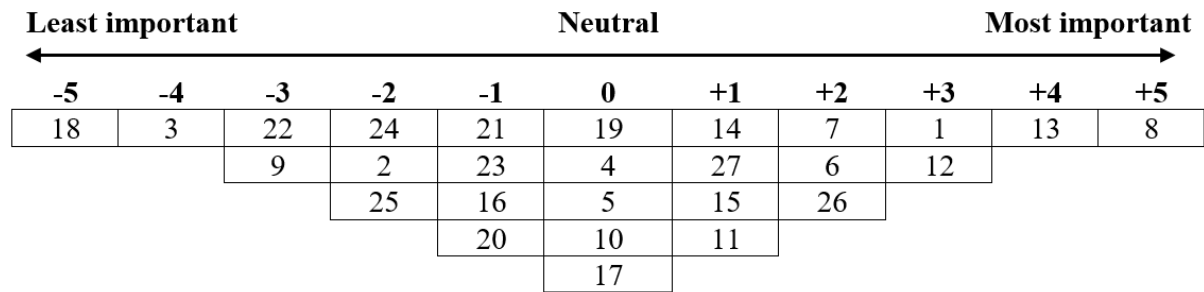 Least important Neutral Most important
-5 -4 -3 -2 -1 0 +1 +2 +3 +4 +5
18 3 22 24 21 19 14 7 1 13 8
9 2 23 4 27 6 12
25 16 5 15 26
20 10 11
17